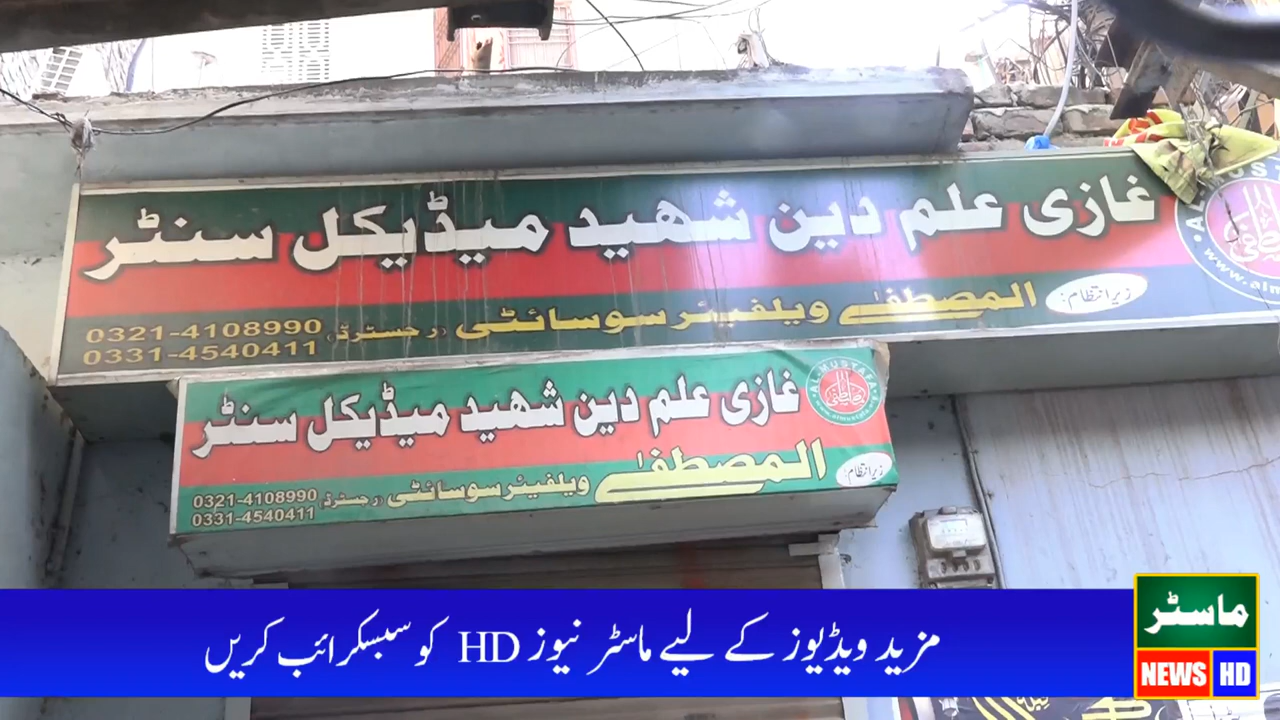 غازی علم دین شہید میڈیکل سنٹر
زیر انتظام: المصطفےٰ ویلفیئر سوسائٹی (رجسٹرڈ)
0321-4108990
0331-4540411
غازی علم دین شہید میڈیکل سنٹر
AL-MUSTAFA
زیر انتظام: المصطفےٰ ویلفیئر سوسائٹی (رجسٹرڈ)
0321-4108990
0331-4540411
مزید ویڈیوز کے لیے ماسٹر نیوز HD کو سبسکرائب کریں
ماسٹر
NEWS HD